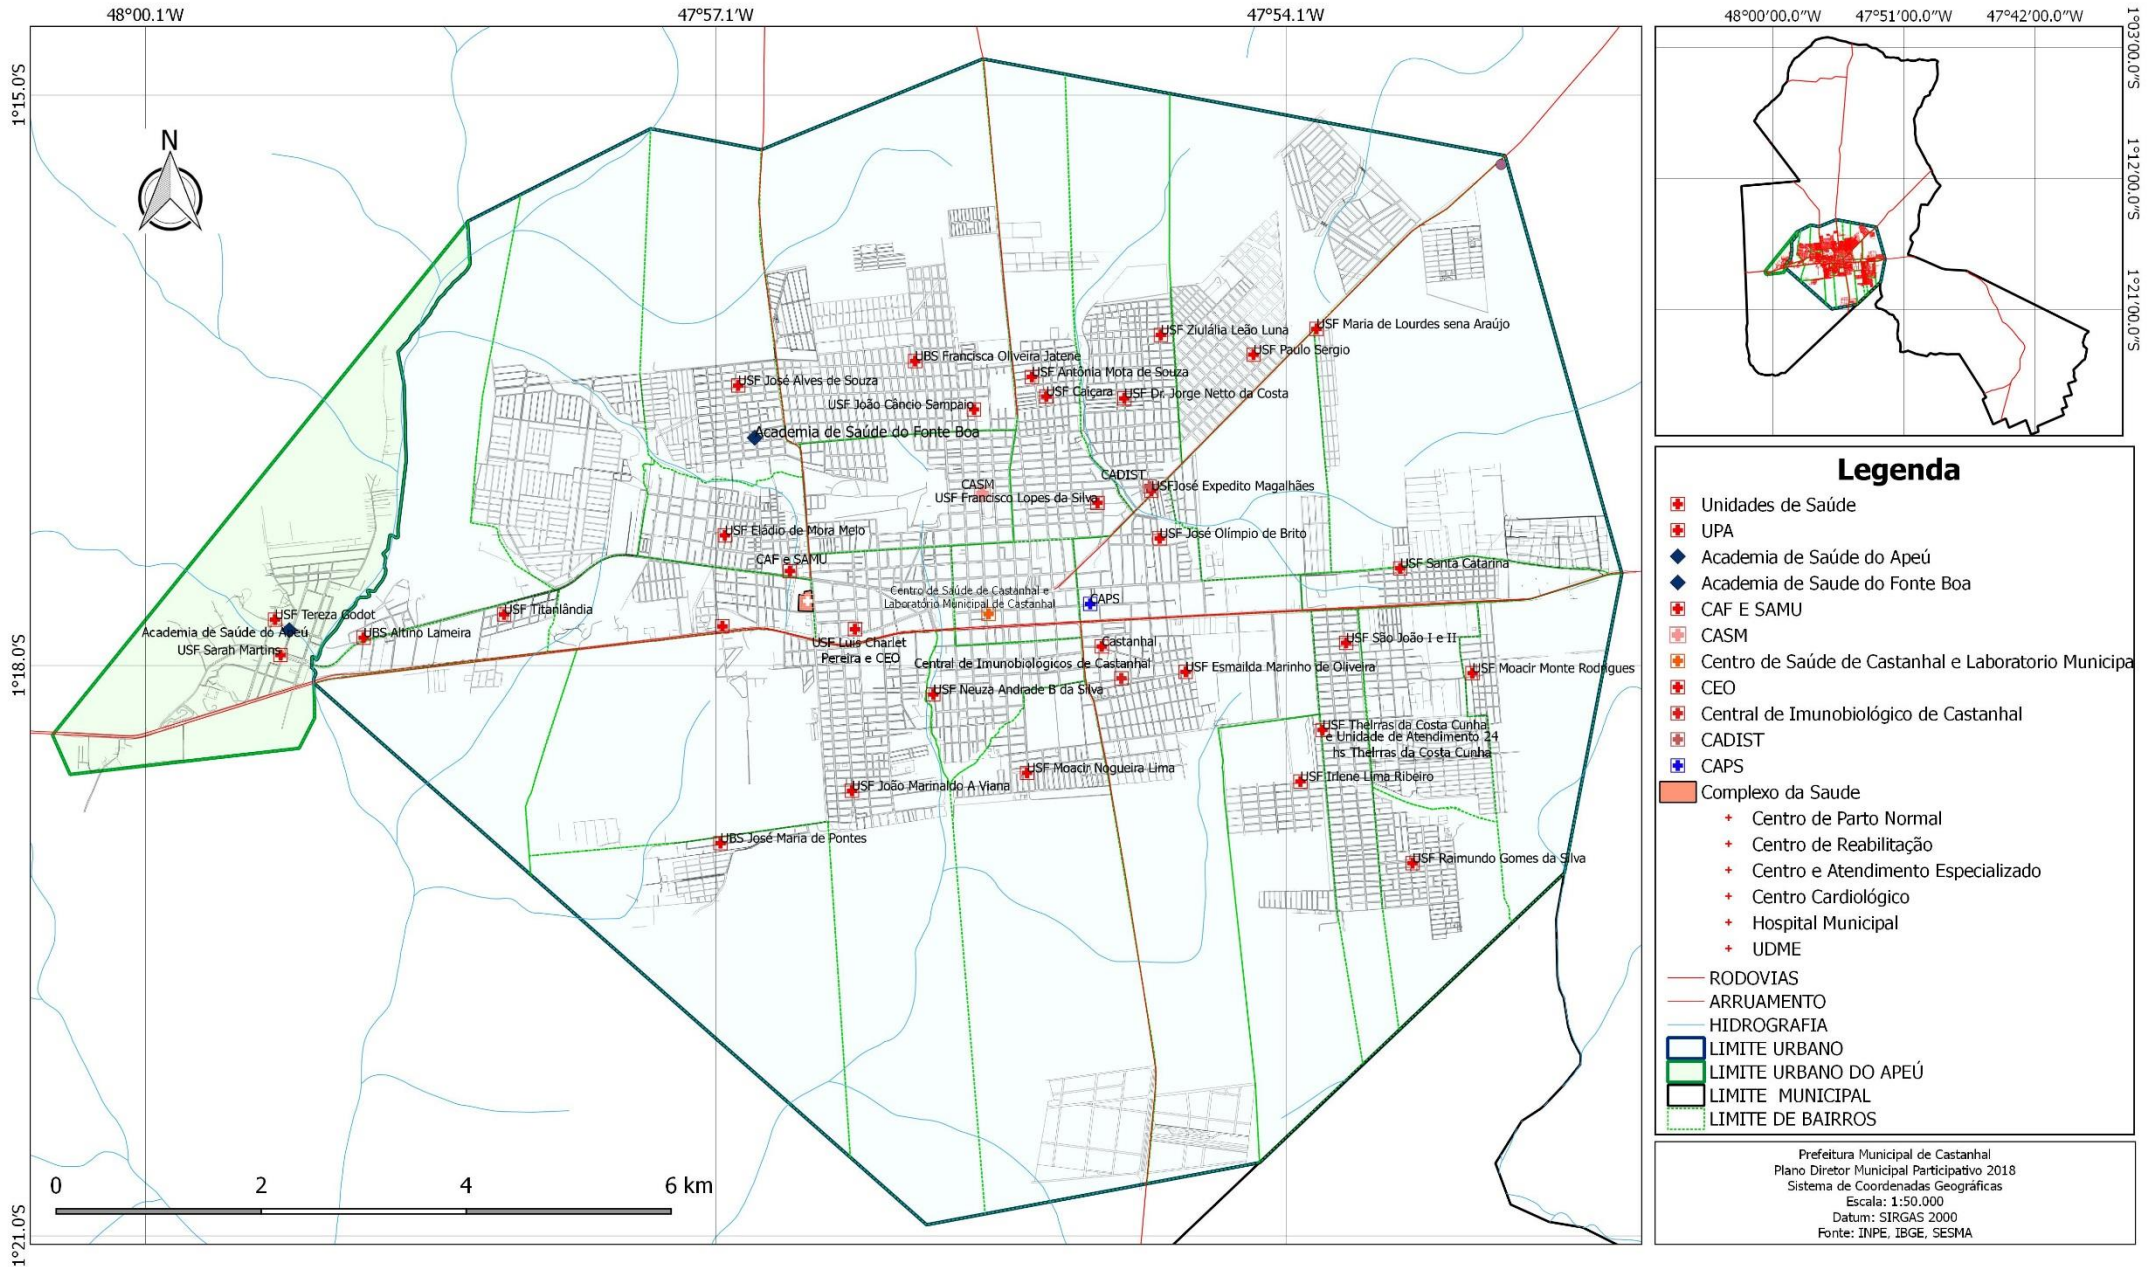 48°00.1'W
47°57.1'W
47°54.1'W
48°00'00.0"W
47°51'00.0"W
47°42'00.0"W
1°03'00.0"S
1°12'00.0"S
1°21'00.0"S
1°15.0'S
1°18.0'S
1°21.0'S
N
USF Ziulália Leão Luna
USF Maria de Lourdes sena Araújo
USF Paulo Sergio
UBS Francisca Oliveira Jatene
USF Antônia Mota de Souza
USF José Alves de Souza
USF Caiçara
USF Dr. Jorge Netto da Costa
USF João Câncio Sampaio
Academia de Saúde do Fonte Boa
CADIST
CASM
USFJosé Expedito Magalhães
USF Francisco Lopes da Silva
USF Eládio de Mora Melo
USF José Olímpio de Brito
CAF e SAMU
USF Santa Catarina
Centro de Saúde de Castanhal e
Laboratório Municipal de Castanhal
CAPS
USF Titanlândia
USF Tereza Godot
Academia de Saúde do Apeú
UBS Altino Lameira
USF Sarah Martins
USF Luis Charlet
Pereira e CEO
Castanhal
USF São João I e II
Central de Imunobiológicos de Castanhal
USF Esmailda Marinho de Oliveira
USF Moacir Monte Rodrigues
USF Neuza Andrade B da Silva
USF Thelrras da Costa Cunha
e Unidade de Atendimento 24
hs Thelrras da Costa Cunha
USF Moacir Nogueira Lima
USF Irlene Lima Ribeiro
USF João Marinaldo A Viana
UBS José Maria de Pontes
USF Raimundo Gomes da Silva
0 2 4 6 km
Legenda
Unidades de Saúde
UPA
Academia de Saúde do Apeú
Academia de Saude do Fonte Boa
CAF E SAMU
CASM
Centro de Saúde de Castanhal e Laboratorio Municipa
CEO
Central de Imunobiológico de Castanhal
CADIST
CAPS
Complexo da Saude
Centro de Parto Normal
Centro de Reabilitação
Centro e Atendimento Especializado
Centro Cardiológico
Hospital Municipal
UDME
RODOVIAS
ARRUAMENTO
HIDROGRAFIA
LIMITE URBANO
LIMITE URBANO DO APEÚ
LIMITE MUNICIPAL
LIMITE DE BAIRROS
Prefeitura Municipal de Castanhal
Plano Diretor Municipal Participativo 2018
Sistema de Coordenadas Geográficas
Escala: 1:50.000
Datum: SIRGAS 2000
Fonte: INPE, IBGE, SESMA